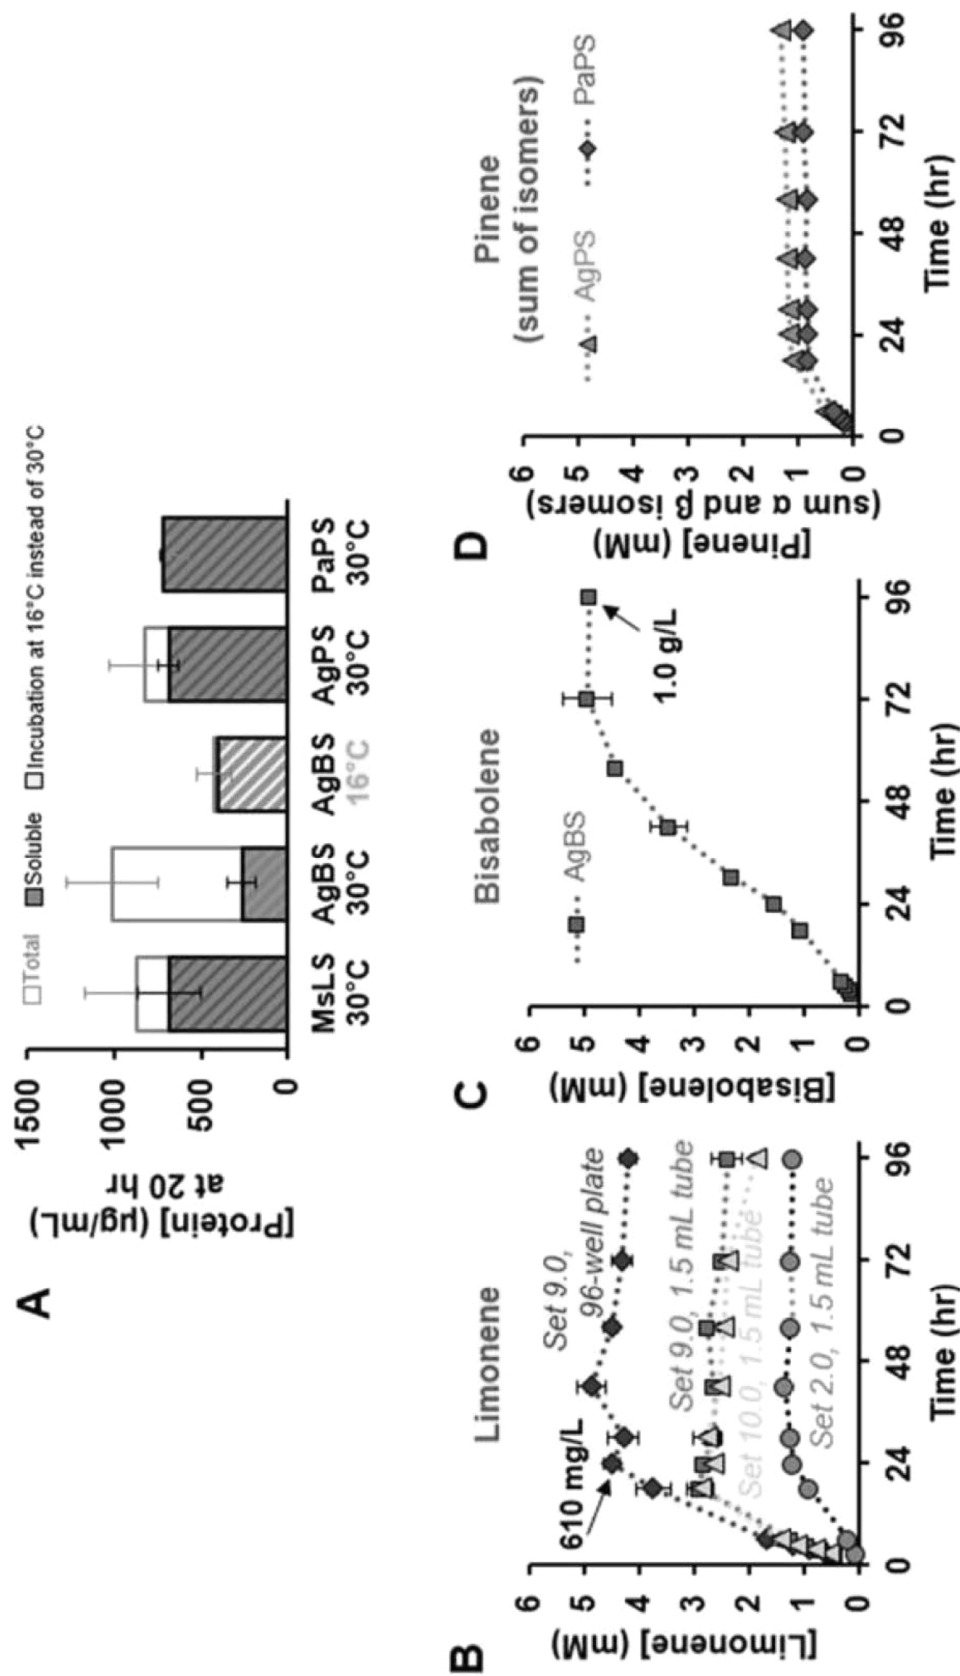 A
[Protein] (µg/mL)
at 20 hr
1500
1000
500
0
Total
Soluble
Incubation at 16°C instead of 30°C
MsLS
30°C
AgBS
30°C
AgBS
16°C
AgPS
30°C
PaPS
30°C
B
Limonene
[Limonene] (mM)
6
5
4
3
2
1
0
610 mg/L
Set 9.0,
96-well plate
Set 9.0, 1.5 mL tube
Set 10.0, 1.5 mL tube
Set 2.0, 1.5 mL tube
0
24
48
72
96
Time (hr)
C
Bisabolene
[Bisabolene] (mM)
6
5
4
3
2
1
0
AgBS
1.0 g/L
0
24
48
72
96
Time (hr)
D
Pinene
(sum of isomers)
[Pinene] (mM)
(sum α and β isomers)
6
5
4
3
2
1
0
AgPS
PaPS
0
24
48
72
96
Time (hr)